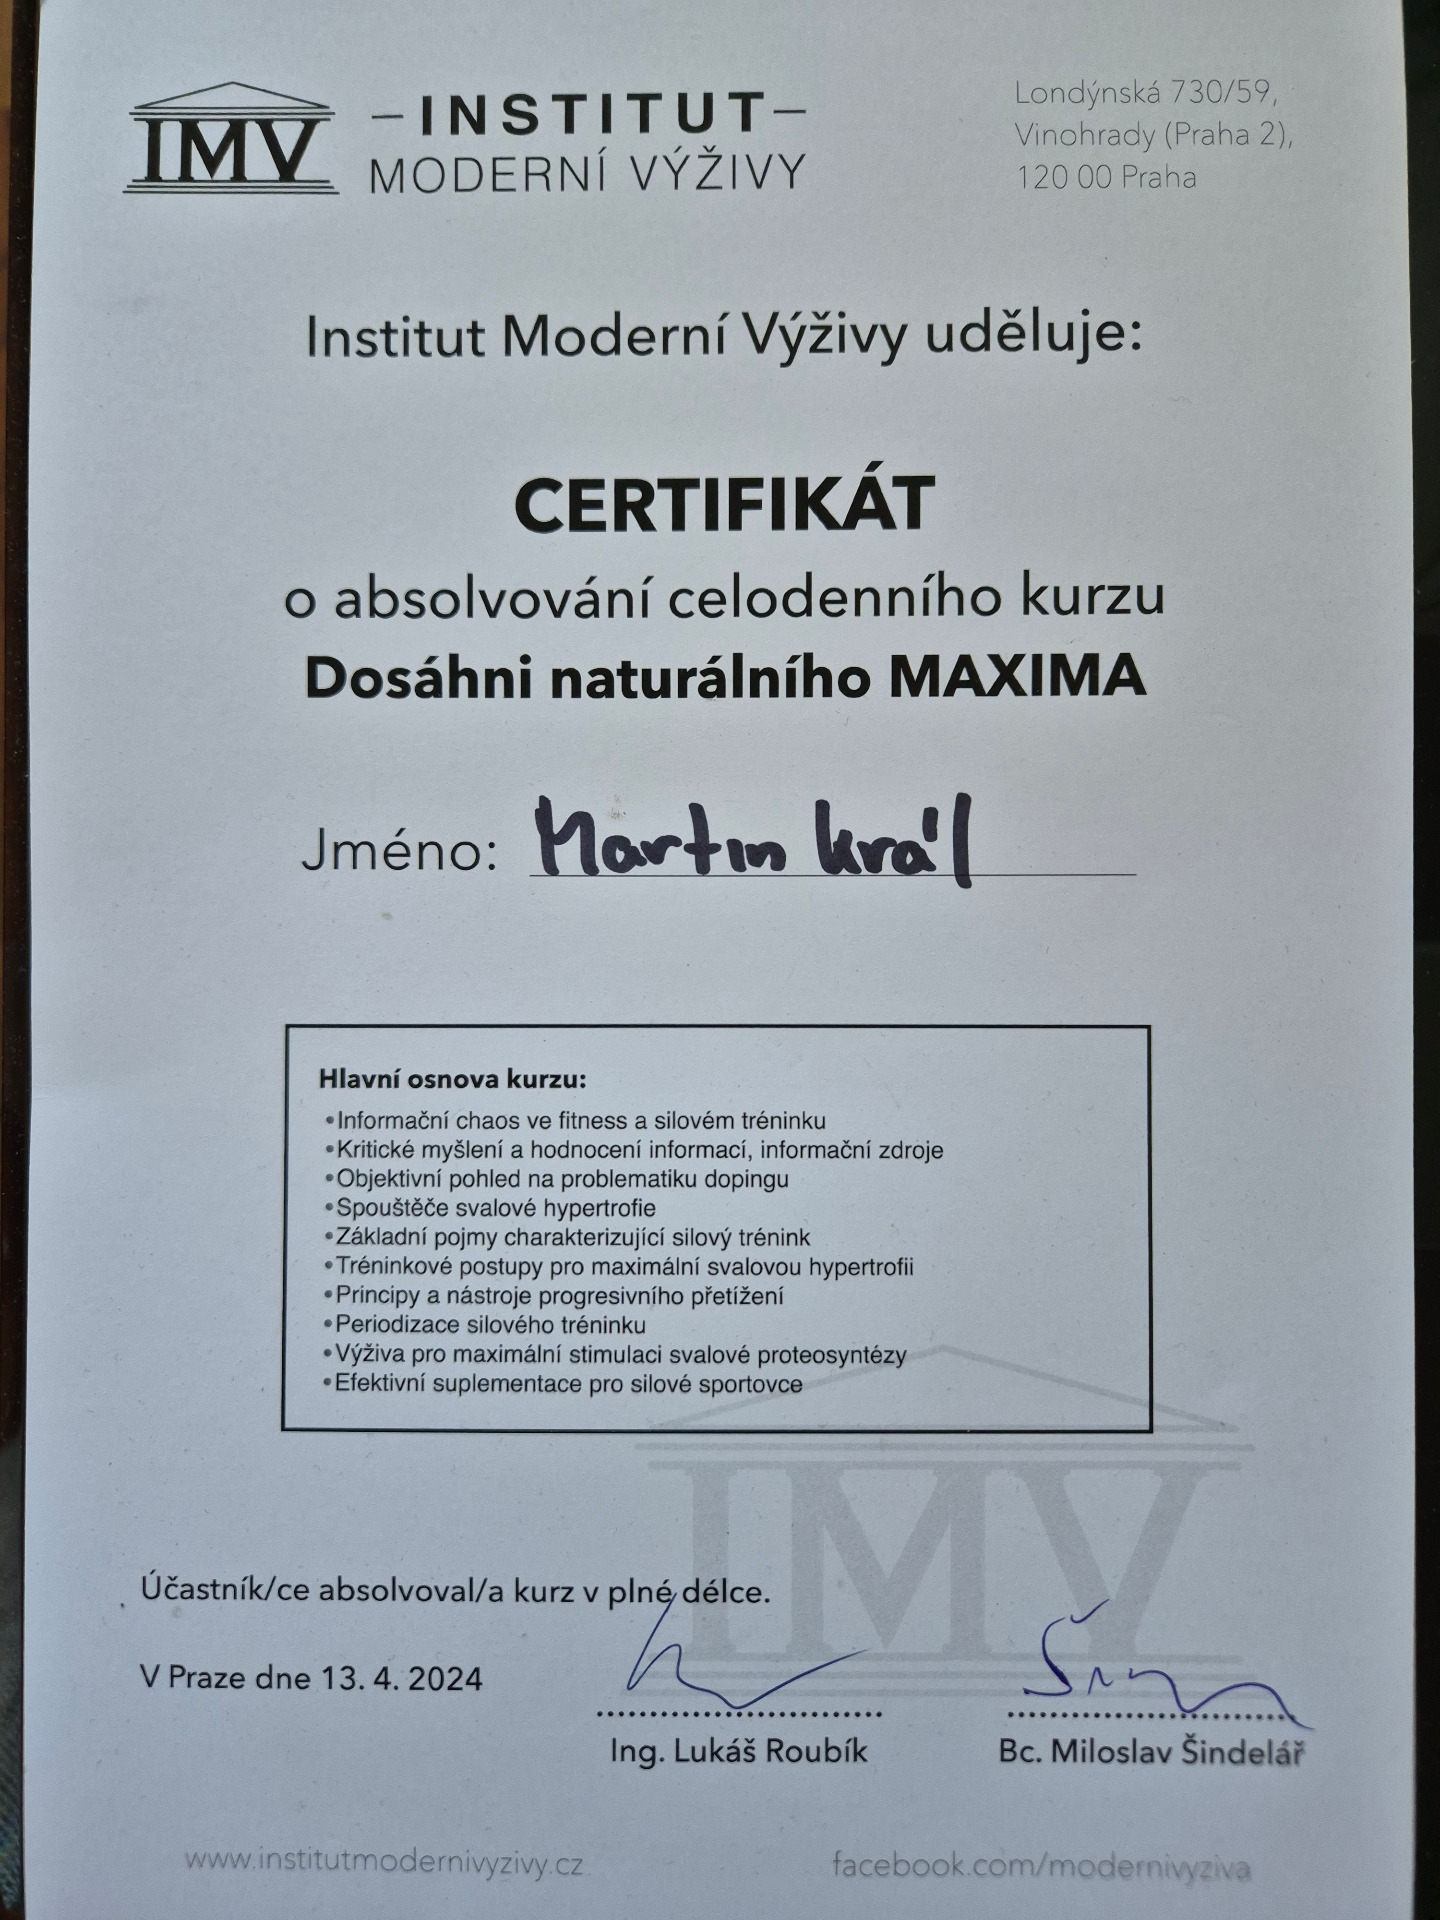 IMV
–INSTITUT–
MODERNÍ VÝŽIVY
Londýnská 730/59,
Vinohrady (Praha 2),
120 00 Praha
Institut Moderní Výživy uděluje:
CERTIFIKÁT
o absolvování celodenního kurzu
Dosáhni naturálního MAXIMA
Jméno: Martin Král
Hlavní osnova kurzu:
•Informační chaos ve fitness a silovém tréninku
•Kritické myšlení a hodnocení informací, informační zdroje
•Objektivní pohled na problematiku dopingu
•Spouštěče svalové hypertrofie
•Základní pojmy charakterizující silový trénink
•Tréninkové postupy pro maximální svalovou hypertrofii
•Principy a nástroje progresivního přetížení
•Periodizace silového tréninku
•Výživa pro maximální stimulaci svalové proteosyntézy
•Efektivní suplementace pro silové sportovce
IMV
Účastník/ce absolvoval/a kurz v plné délce.
V Praze dne 13. 4. 2024
Ing. Lukáš Roubík
Bc. Miloslav Šindelář
www.institutmodernivyzivy.cz
facebook.com/modernivyziva